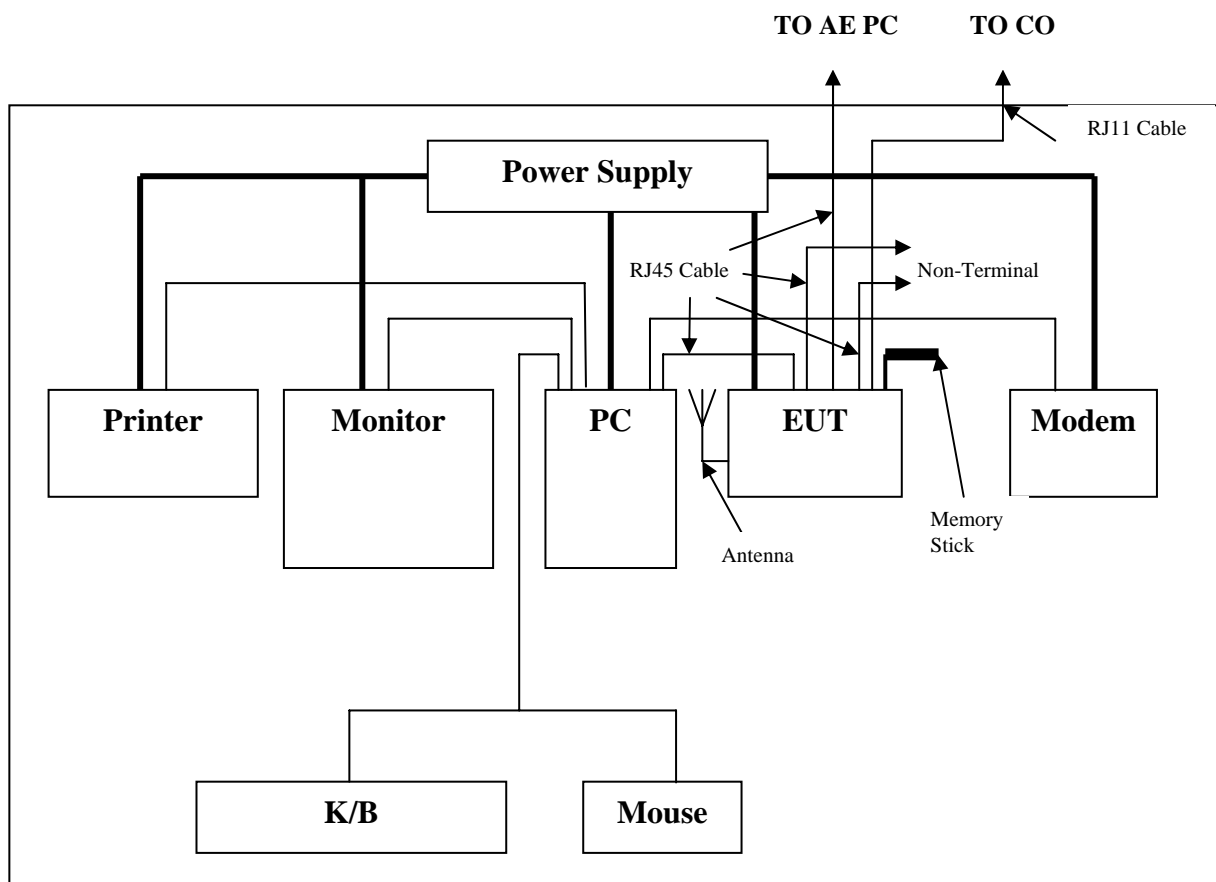 TO AE PC
TO CO
RJ11 Cable
Power Supply
RJ45 Cable
Non-Terminal
Printer
Monitor
PC
EUT
Modem
Antenna
Memory
Stick
K/B
Mouse